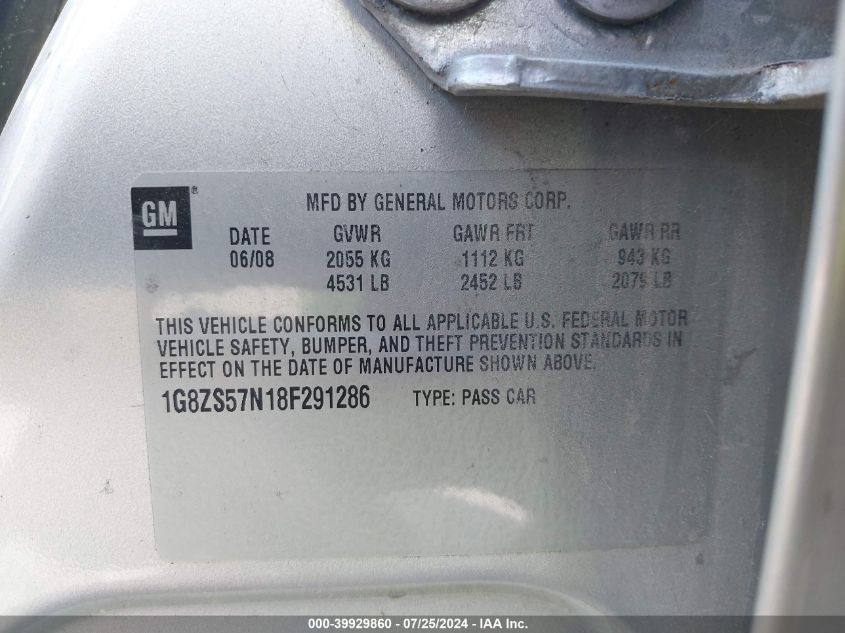 GM®
MFD BY GENERAL MOTORS CORP.
DATE GVWR GAWR FRT GAWR RR
06/08 2055 KG 1112 KG 943 KG
4531 LB 2452 LB 2079 LB
THIS VEHICLE CONFORMS TO ALL APPLICABLE U.S. FEDERAL MOTOR
VEHICLE SAFETY, BUMPER, AND THEFT PREVENTION STANDARDS IN
EFFECT ON THE DATE OF MANUFACTURE SHOWN ABOVE.
1G8ZS57N18F291286 TYPE: PASS CAR
000-39929860 - 07/25/2024 - IAA Inc.